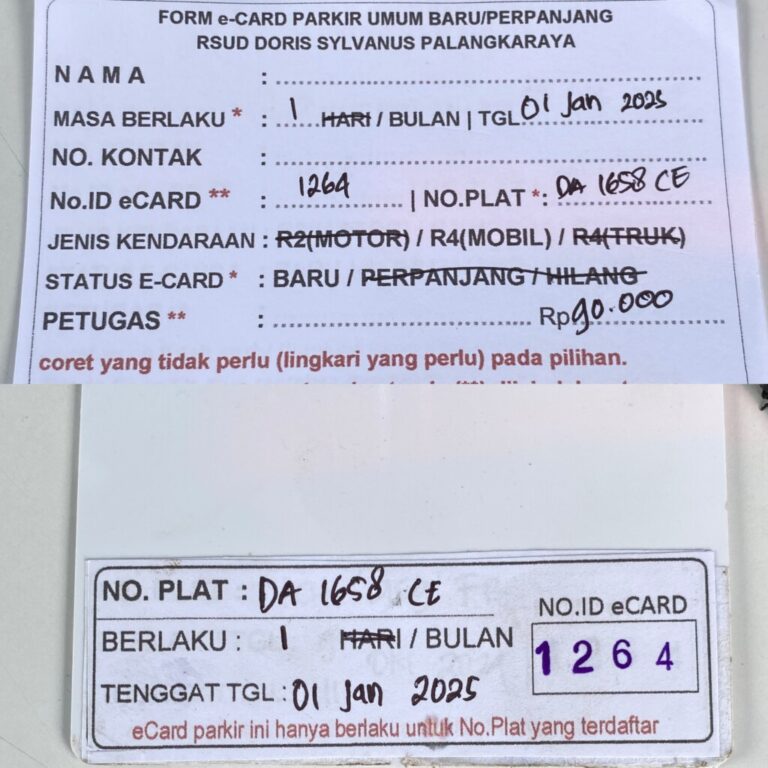 FORM e-CARD PARKIR UMUM BARU/PERPANJANG
RSUD DORIS SYLVANUS PALANGKARAYA
NAMA : ....................
MASA BERLAKU * : 1 HARI / BULAN | TGL 01 Jan 2025
NO. KONTAK : ....................
No.ID eCARD ** : 1264 | NO.PLAT *: DA 1658 CE
JENIS KENDARAAN : R2(MOTOR) / R4(MOBIL) / R4(TRUK)
STATUS E-CARD * : BARU / PERPANJANG / HILANG
PETUGAS ** : .................... Rp 90.000
coret yang tidak perlu (lingkari yang perlu) pada pilihan.
NO. PLAT : DA 1658 CE
BERLAKU : 1 HARI / BULAN
TENGGAT TGL : 01 Jan 2025
NO.ID eCARD
1264
eCard parkir ini hanya berlaku untuk No.Plat yang terdaftar